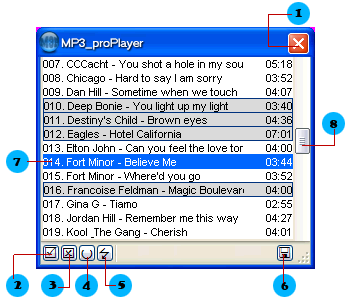 1
MP3_proPlayer
007. CCCacht - You shot a hole in my sou 05:18
008. Chicago - Hard to say I am sorry 03:52
009. Dan Hill - Sometime when we touch 04:07
010. Deep Bonie - You light up my light 03:40
011. Destiny's Child - Brown eyes 04:36
012. Eagles - Hotel California 07:01
013. Elton John - Can you feel the love tor 04:00
014. Fort Minor - Believe Me 03:44
015. Fort Minor - Where'd you go 03:52
016. Francoise Feldman - Magic Boulevar 04:00
017. Gina G - Tiamo 02:55
018. Jordan Hill - Remember me this way 04:27
019. Kool _The Gang - Cherish 04:01
8
7
2
3
4
5
6